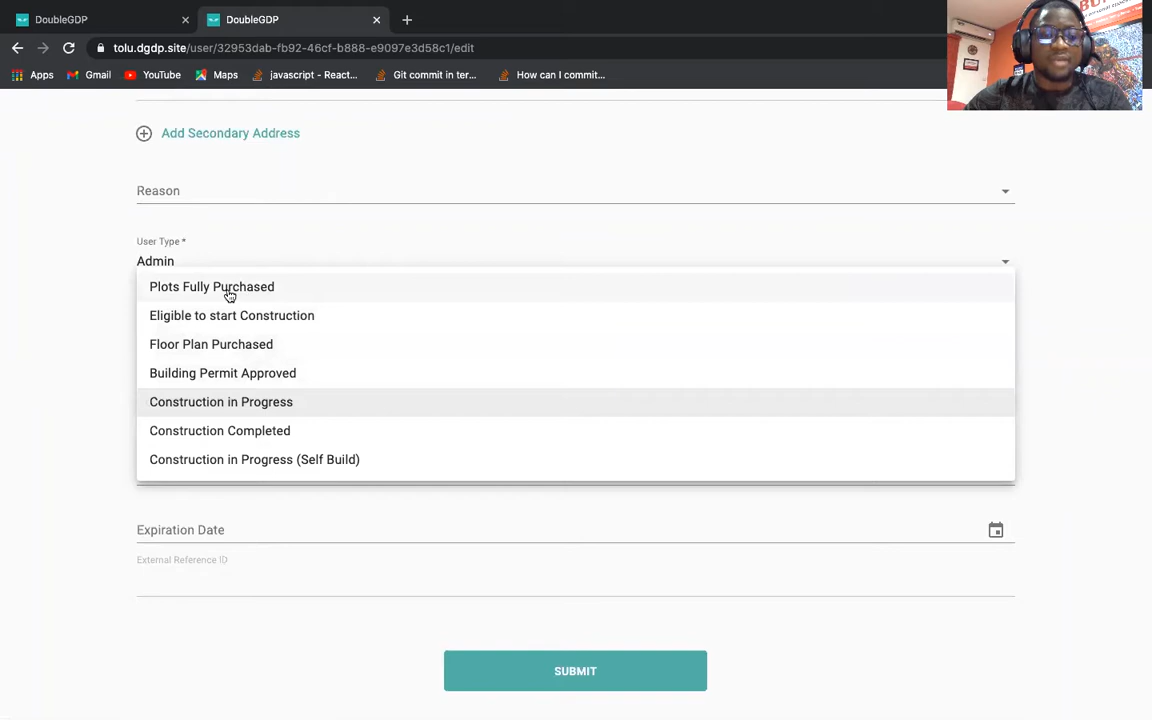 DoubleGDP
DoubleGDP
tolu.dgdp.site/user/32953dab-fb92-46cf-b888-e9097e3d58c1/edit
Apps
Gmail
YouTube
Maps
javascript - React...
Git commit in ter...
How can I commit...
Add Secondary Address
Reason
User Type *
Admin
Plots Fully Purchased
Eligible to start Construction
Floor Plan Purchased
Building Permit Approved
Construction in Progress
Construction Completed
Construction in Progress (Self Build)
Expiration Date
External Reference ID
SUBMIT